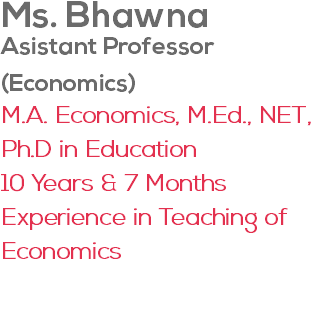 Ms. Bhawna
Asistant Professor
(Economics)
M.A. Economics, M.Ed., NET,
Ph.D in Education
10 Years & 7 Months
Experience in Teaching of
Economics